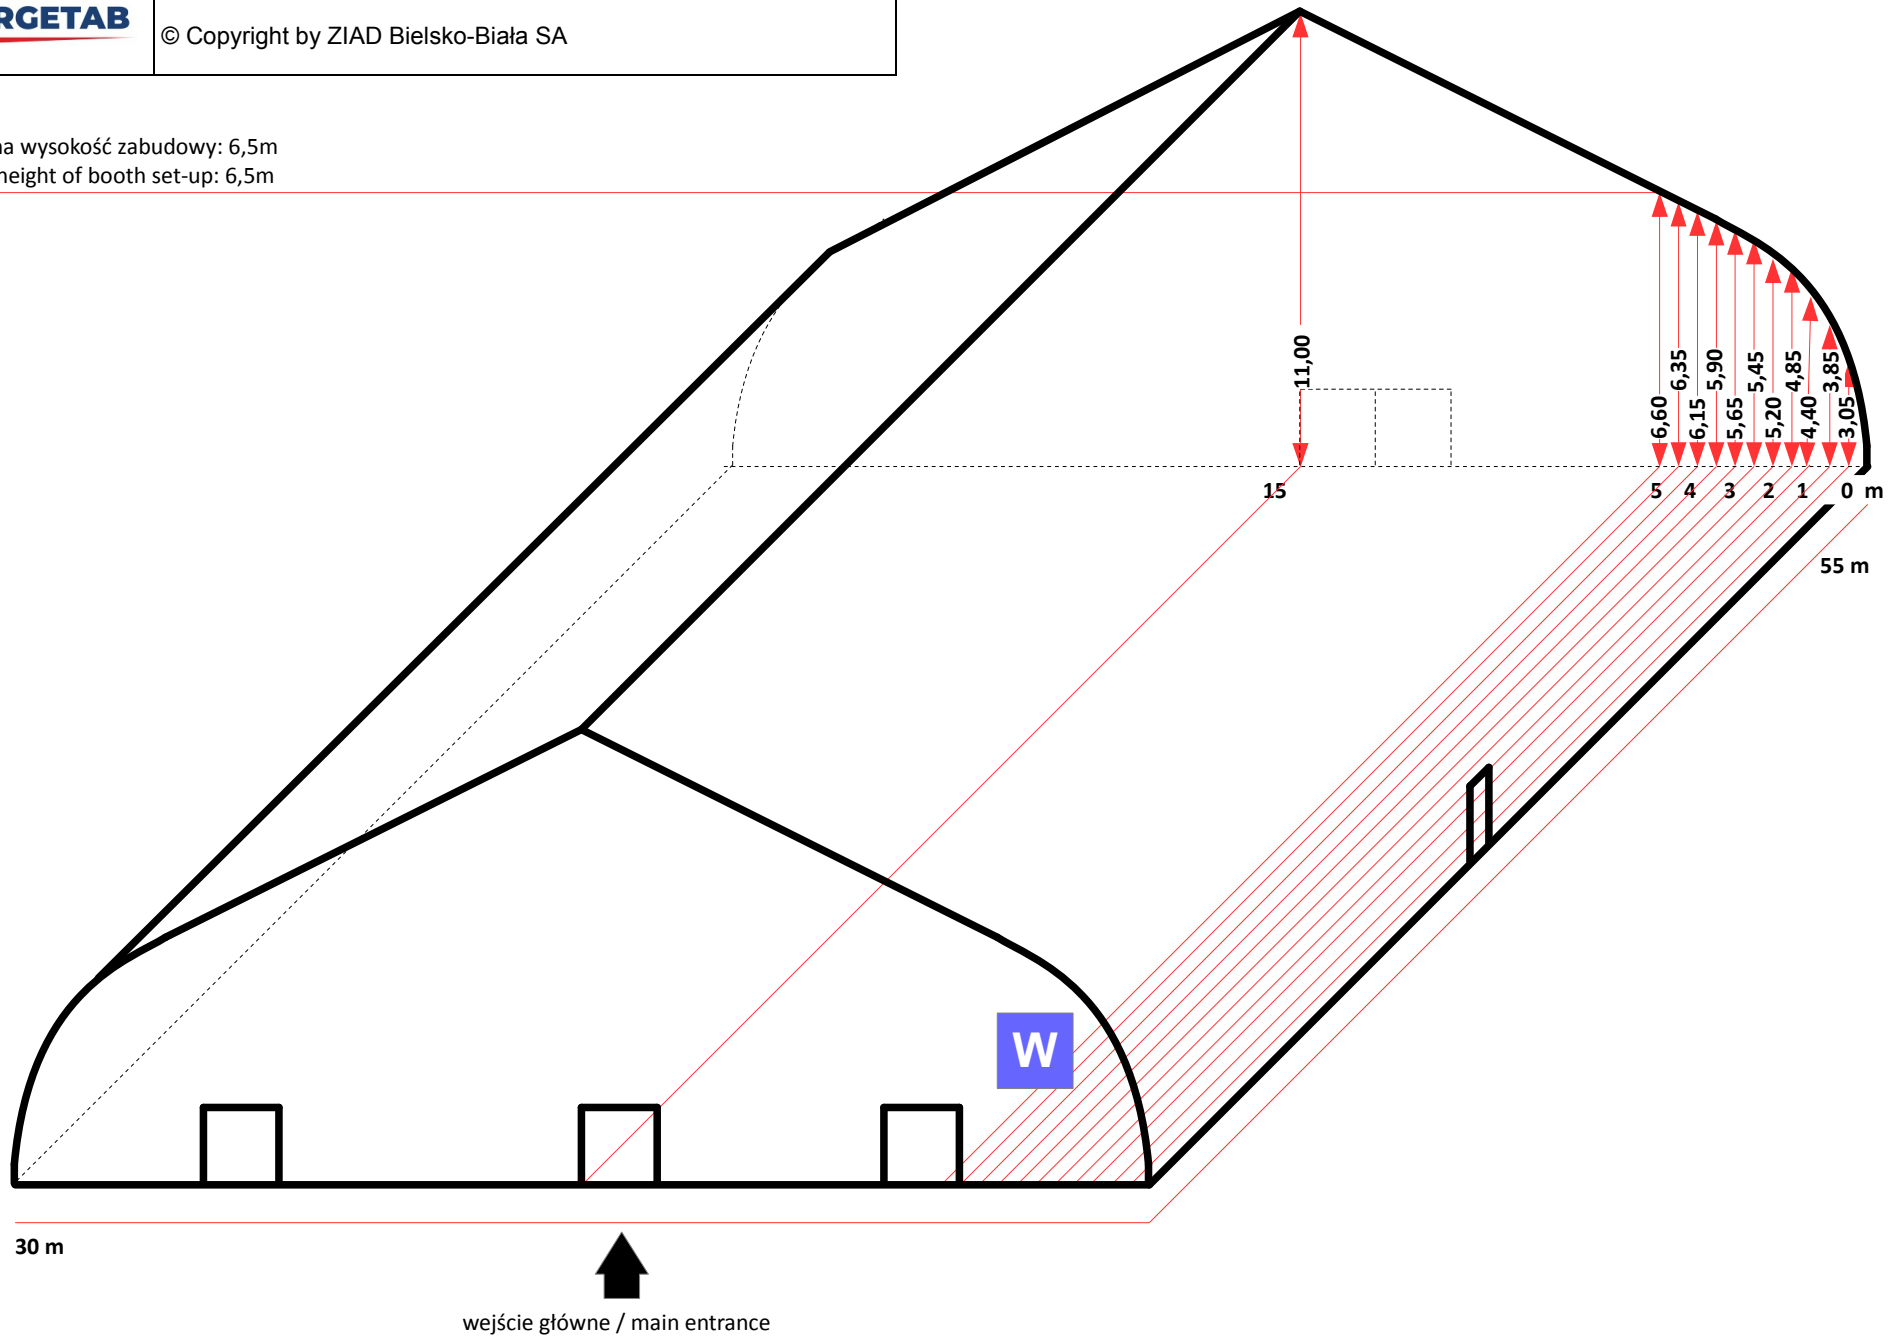 RGETAB
© Copyright by ZIAD Bielsko-Biała SA
na wysokość zabudowy: 6,5m
height of booth set-up: 6,5m
11,00
6,60
6,35
6,15
5,90
5,65
5,45
5,20
4,85
4,40
3,85
3,05
15
5 4 3 2 1 0 m
55 m
W
30 m
wejście główne / main entrance